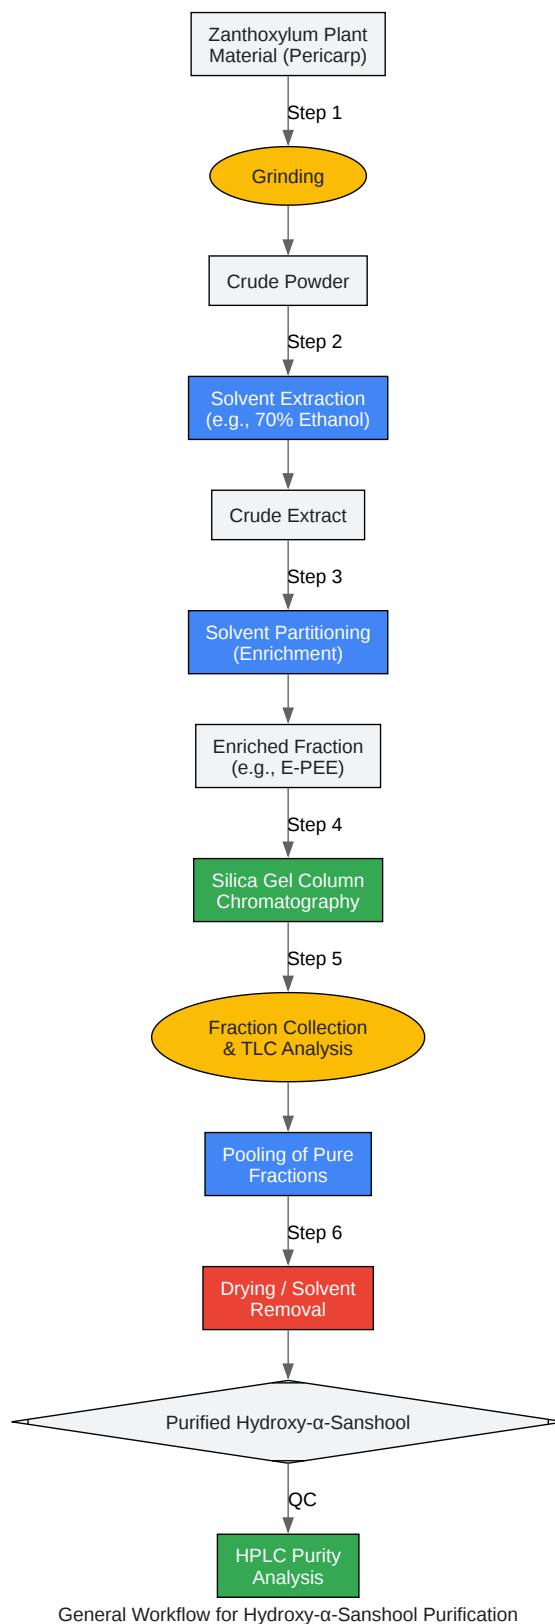 Zanthoxylum Plant
Material (Pericarp)
Step 1
Grinding
Crude Powder
Step 2
Solvent Extraction
(e.g., 70% Ethanol)
Crude Extract
Step 3
Solvent Partitioning
(Enrichment)
Enriched Fraction
(e.g., E-PEE)
Step 4
Silica Gel Column
Chromatography
Step 5
Fraction Collection
& TLC Analysis
Pooling of Pure
Fractions
Step 6
Drying / Solvent
Removal
Purified Hydroxy-α-Sanshool
QC
HPLC Purity
Analysis
General Workflow for Hydroxy-α-Sanshool Purification